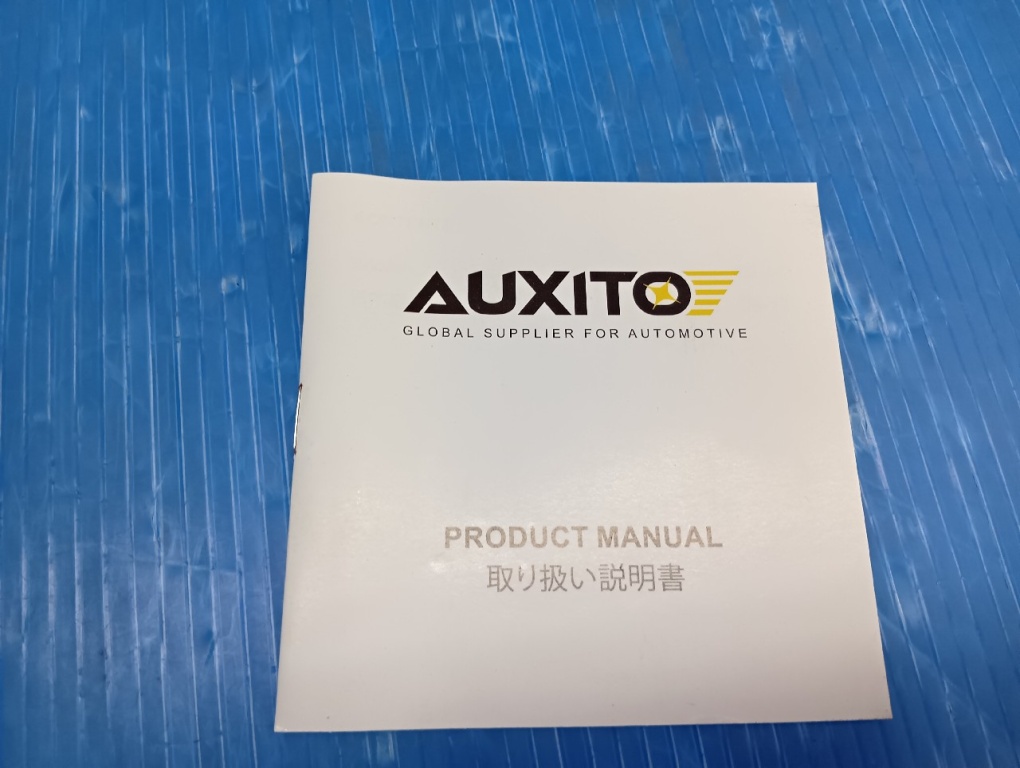 AUXITO
GLOBAL SUPPLIER FOR AUTOMOTIVE
PRODUCT MANUAL
取り扱い説明書